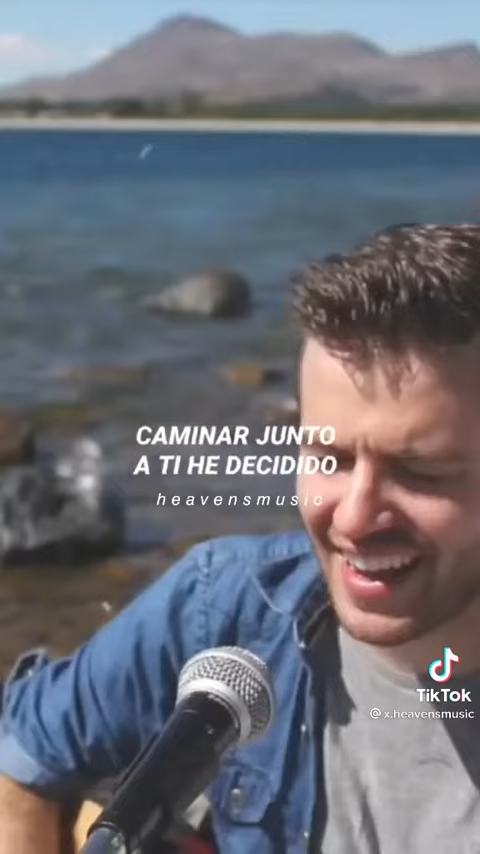 CAMINAR JUNTO
A TI HE DECIDIDO
heavensmusic
TikTok
@x.heavensmusic